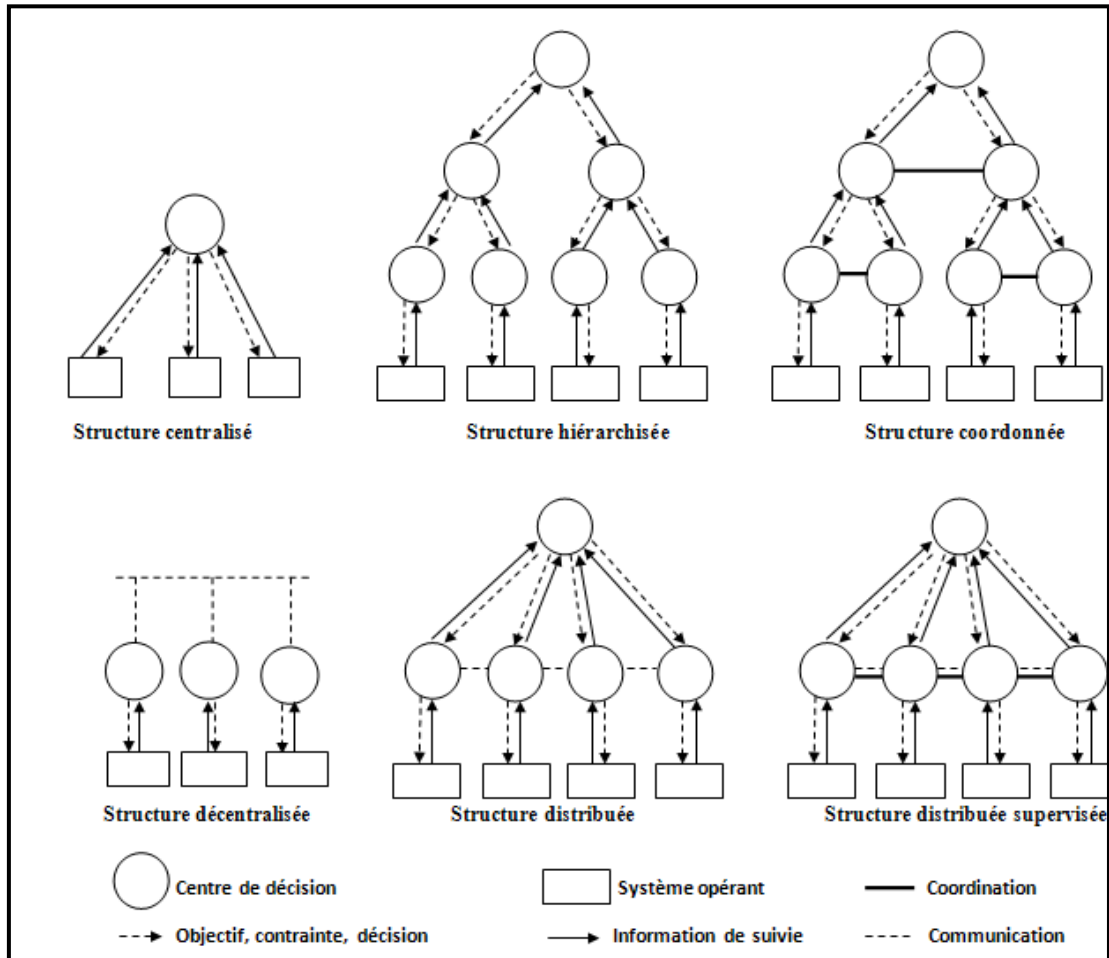 Structure centralisé
Structure hiérarchisée
Structure coordonnée
Structure décentralisée
Structure distribuée
Structure distribuée supervisée
Centre de décision
Système opérant
Coordination
Objectif, contrainte, décision
Information de suivie
Communication